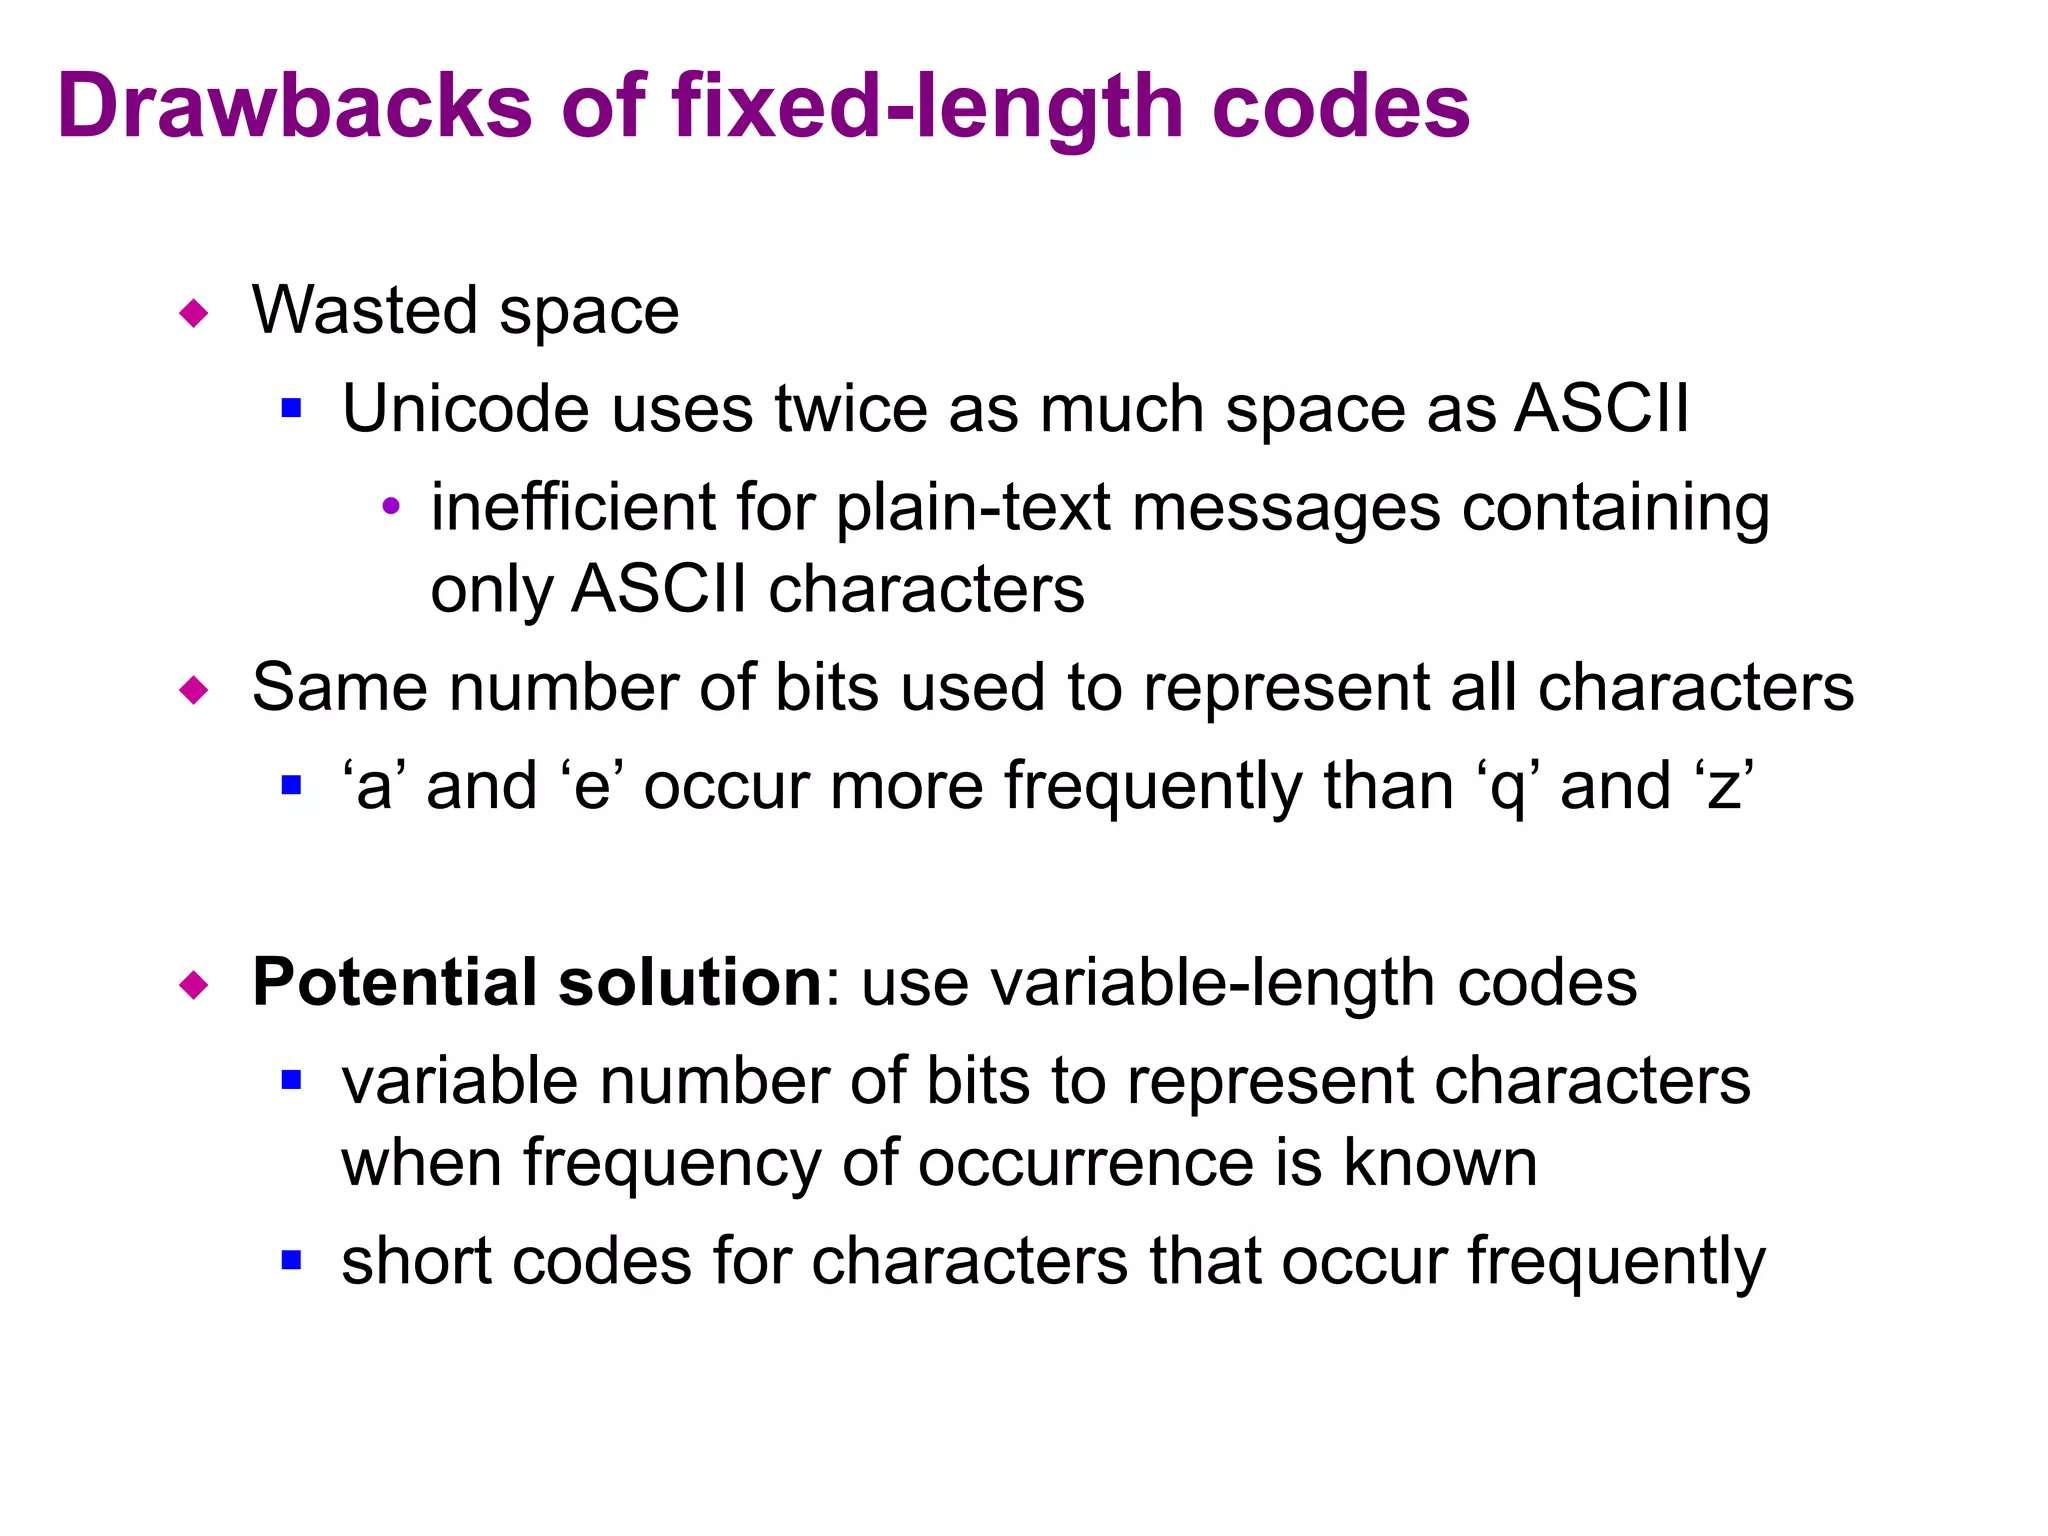 Drawbacks of fixed-length codes
Wasted space
Unicode uses twice as much space as ASCII
inefficient for plain-text messages containing
only ASCII characters
Same number of bits used to represent all characters
‘a’ and ‘e’ occur more frequently than ‘q’ and ‘z’
Potential solution: use variable-length codes
variable number of bits to represent characters
when frequency of occurrence is known
short codes for characters that occur frequently